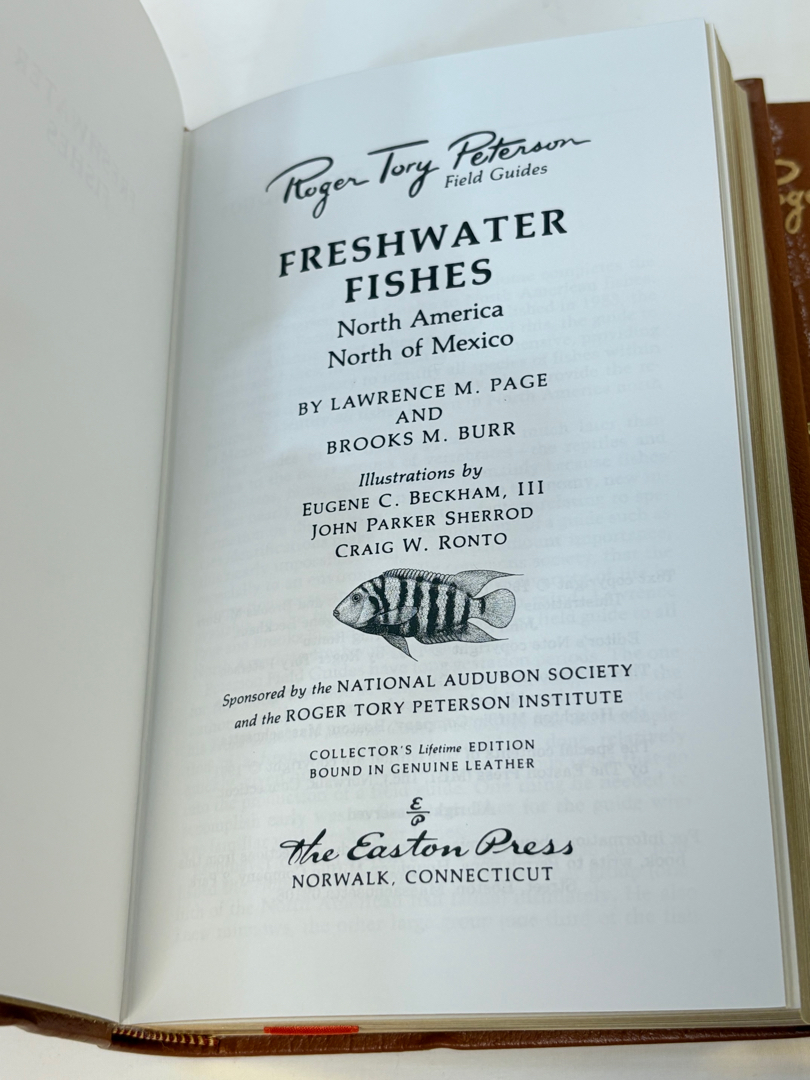 Roger Tory Peterson
Field Guides
FRESHWATER
FISHES
North America
North of Mexico
BY LAWRENCE M. PAGE
AND
BROOKS M. BURR
Illustrations by
EUGENE C. BECKHAM, III
JOHN PARKER SHERROD
CRAIG W. RONTO
Sponsored by the NATIONAL AUDUBON SOCIETY
and the ROGER TORY PETERSON INSTITUTE
COLLECTOR'S Lifetime EDITION
BOUND IN GENUINE LEATHER
E
P
The Easton Press
NORWALK, CONNECTICUT